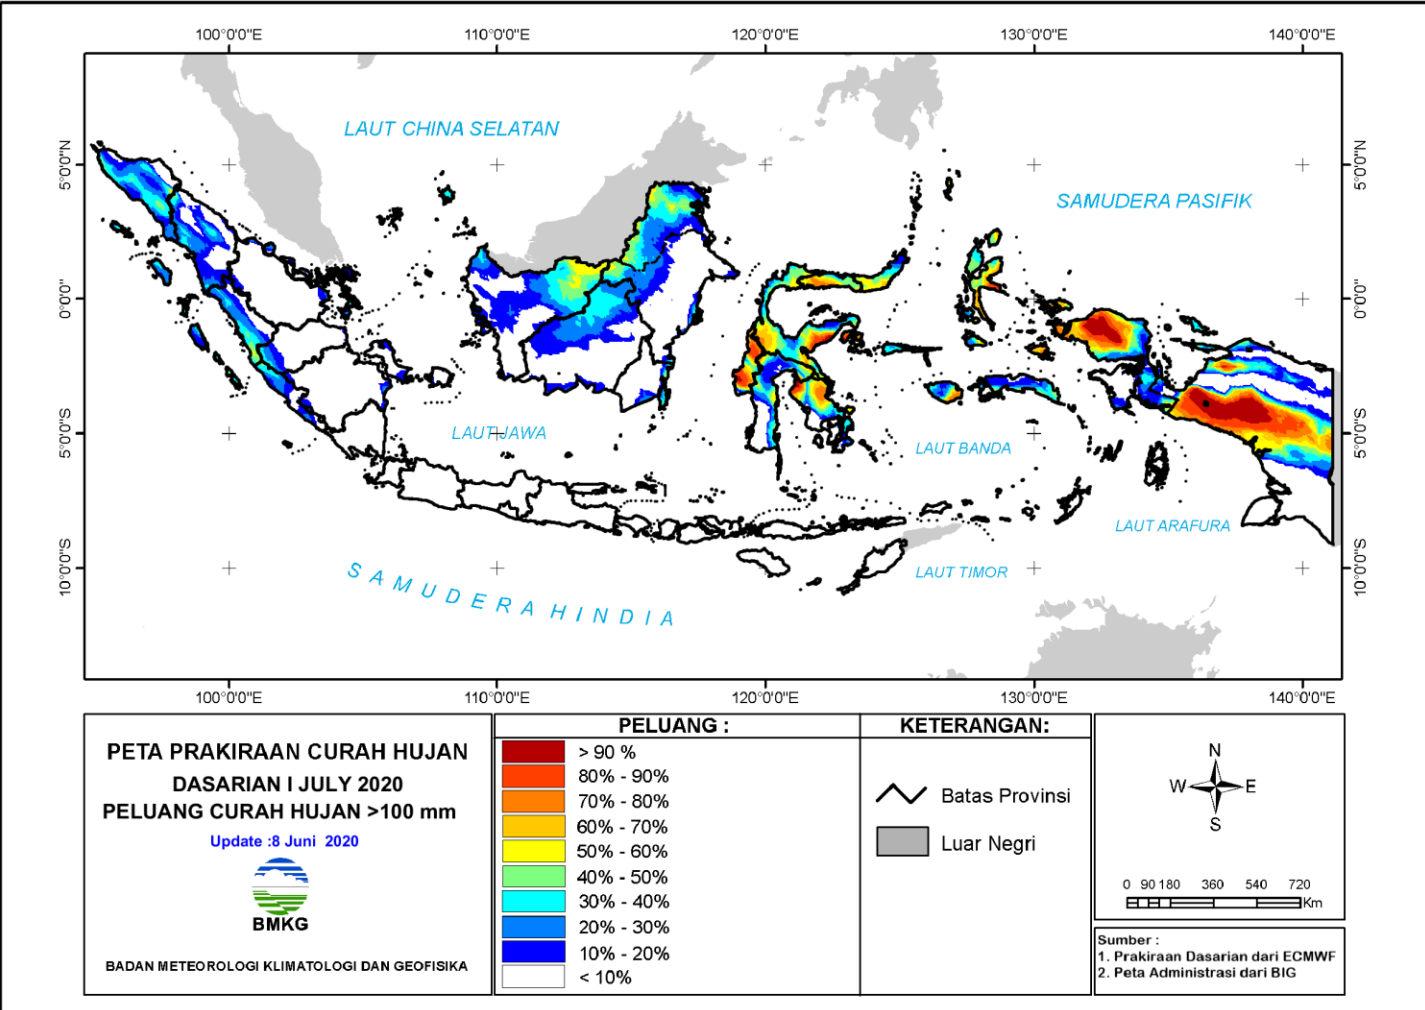 100°0'0"E 110°0'0"E 120°0'0"E 130°0'0"E 140°0'0"E
5°0'0"N
0°0'0"
5°0'0"S
10°0'0"S
LAUT CHINA SELATAN
SAMUDERA PASIFIK
LAUT JAWA
LAUT BANDA
LAUT ARAFURA
LAUT TIMOR
SAMUDERA HINDIA
5°0'0"N
0°0'0"
5°0'0"S
10°0'0"S
100°0'0"E 110°0'0"E 120°0'0"E 130°0'0"E 140°0'0"E
PETA PRAKIRAAN CURAH HUJAN
DASARIAN I JULY 2020
PELUANG CURAH HUJAN >100 mm
Update :8 Juni 2020
BMKG
BADAN METEOROLOGI KLIMATOLOGI DAN GEOFISIKA
PELUANG :
> 90 %
80% - 90%
70% - 80%
60% - 70%
50% - 60%
40% - 50%
30% - 40%
20% - 30%
10% - 20%
< 10%
KETERANGAN:
Batas Provinsi
Luar Negri
N
W E
S
0 90 180 360 540 720
Km
Sumber :
1. Prakiraan Dasarian dari ECMWF
2. Peta Administrasi dari BIG